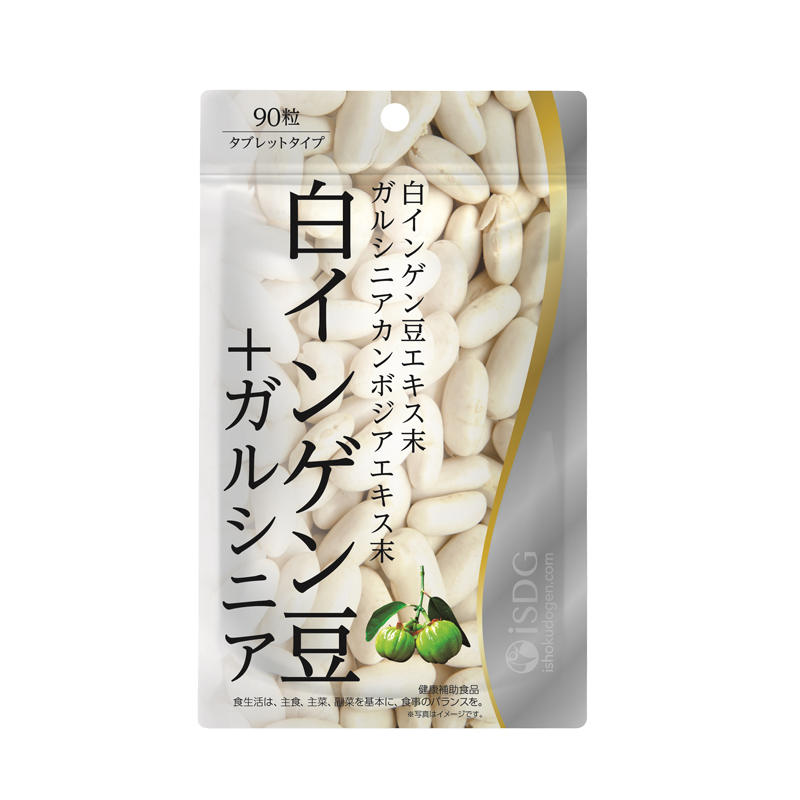 90粒
タブレットタイプ
白インゲン豆エキス末
ガルシニアカンボジアエキス末
白インゲン豆
+ガルシニア
iSDG
ishokudogen.com
健康補助食品
食生活は、主食、主菜、副菜を基本に、食事のバランスを。
※写真はイメージです。